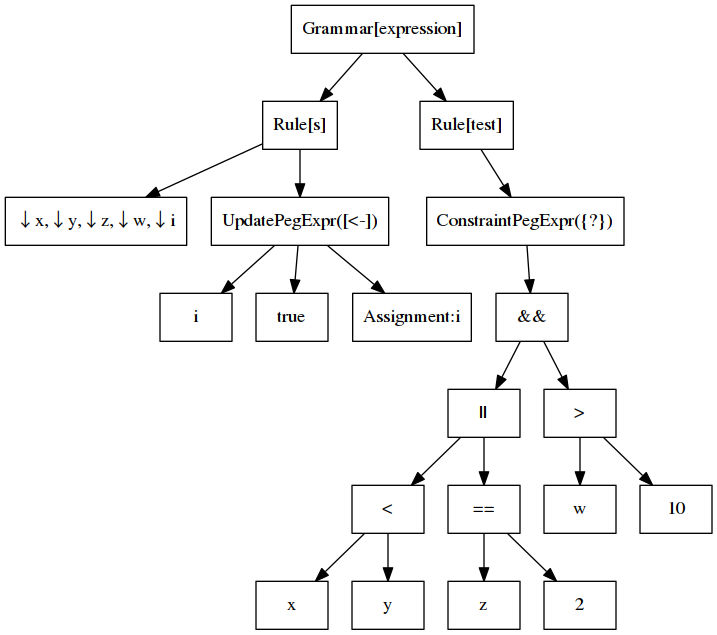 Grammar[expression]
Rule[s]
Rule[test]
↓x,↓y,↓z,↓w,↓i
UpdatePegExpr([<-])
ConstraintPegExpr({?})
i
true
Assignment:i
&&
||
>
<
==
w
10
x
y
z
2